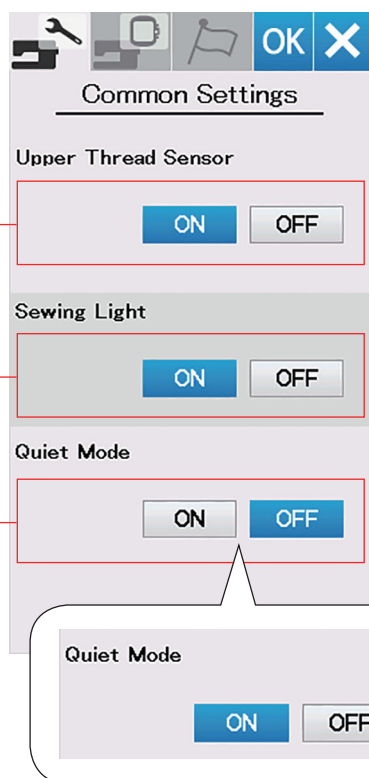 OK
Common Settings
Upper Thread Sensor
ON OFF
Sewing Light
ON OFF
Quiet Mode
ON OFF
Quiet Mode
ON OFF